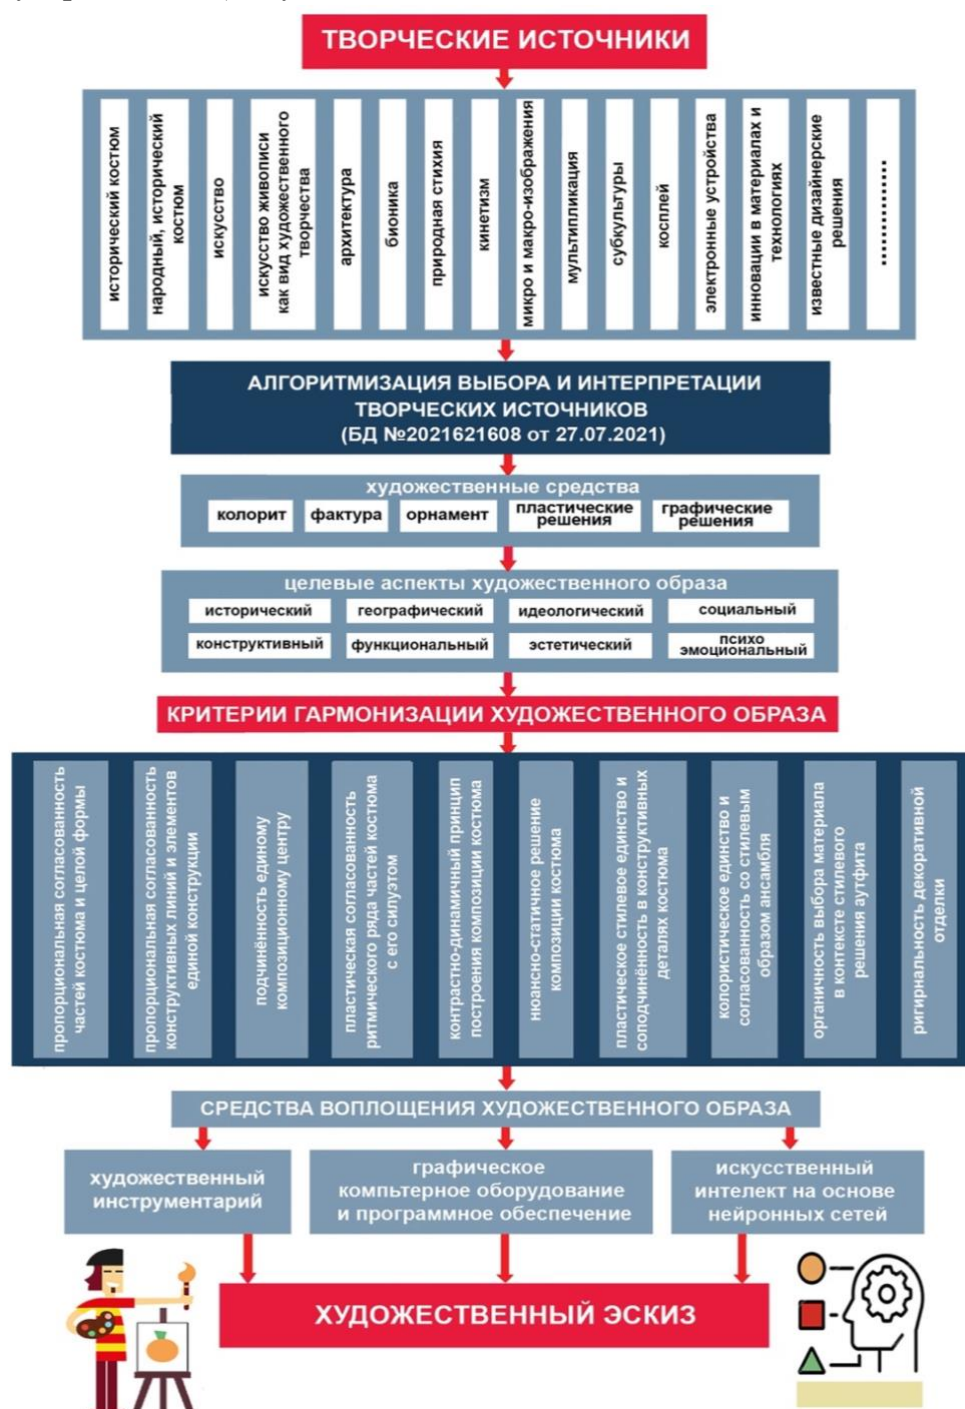 ТВОРЧЕСКИЕ ИСТОЧНИКИ
исторический костюм
народный, исторический
костюм
искусство
искусство живописи
как вид художественного
творчества
архитектура
бионика
природная стихия
кинетизм
микро и макро-изображения
мультипликация
субкультуры
косплей
электронные устройства
инновации в материалах и
технологиях
известные дизайнерские
решения
................
АЛГОРИТМИЗАЦИЯ ВЫБОРА И ИНТЕРПРЕТАЦИИ
ТВОРЧЕСКИХ ИСТОЧНИКОВ
(БД №2021621608 от 27.07.2021)
художественные средства
колорит
фактура
орнамент
пластические
решения
графические
решения
целевые аспекты художественного образа
исторический
географический
идеологический
социальный
конструктивный
функциональный
эстетический
психо
эмоциональный
КРИТЕРИИ ГАРМОНИЗАЦИИ ХУДОЖЕСТВЕННОГО ОБРАЗА
пропорциональная согласованность
частей костюма и целой формы
пропорциональная согласованность
конструктивных линий и элементов
единой конструкции
подчинённость единому
композиционному центру
пластическая согласованность
ритмического ряда частей костюма
с его силуэтом
контрастно-динамичный принцип
построения композиции костюма
нюансно-статичное решение
композиции костюма
пластическое стилевое единство и
соподчинённость в конструктивных
деталях костюма
колористическое единство и
согласованность со стилевым
образом ансамбля
органичность выбора материала
в контексте стилевого
решения аутфита
ригирнальность декоративной
отделки
СРЕДСТВА ВОПЛОЩЕНИЯ ХУДОЖЕСТВЕННОГО ОБРАЗА
художественный
инструментарий
графическое
компьтерное оборудование
и программное обеспечение
искусственный
интелект на основе
нейронных сетей
ХУДОЖЕСТВЕННЫЙ ЭСКИЗ